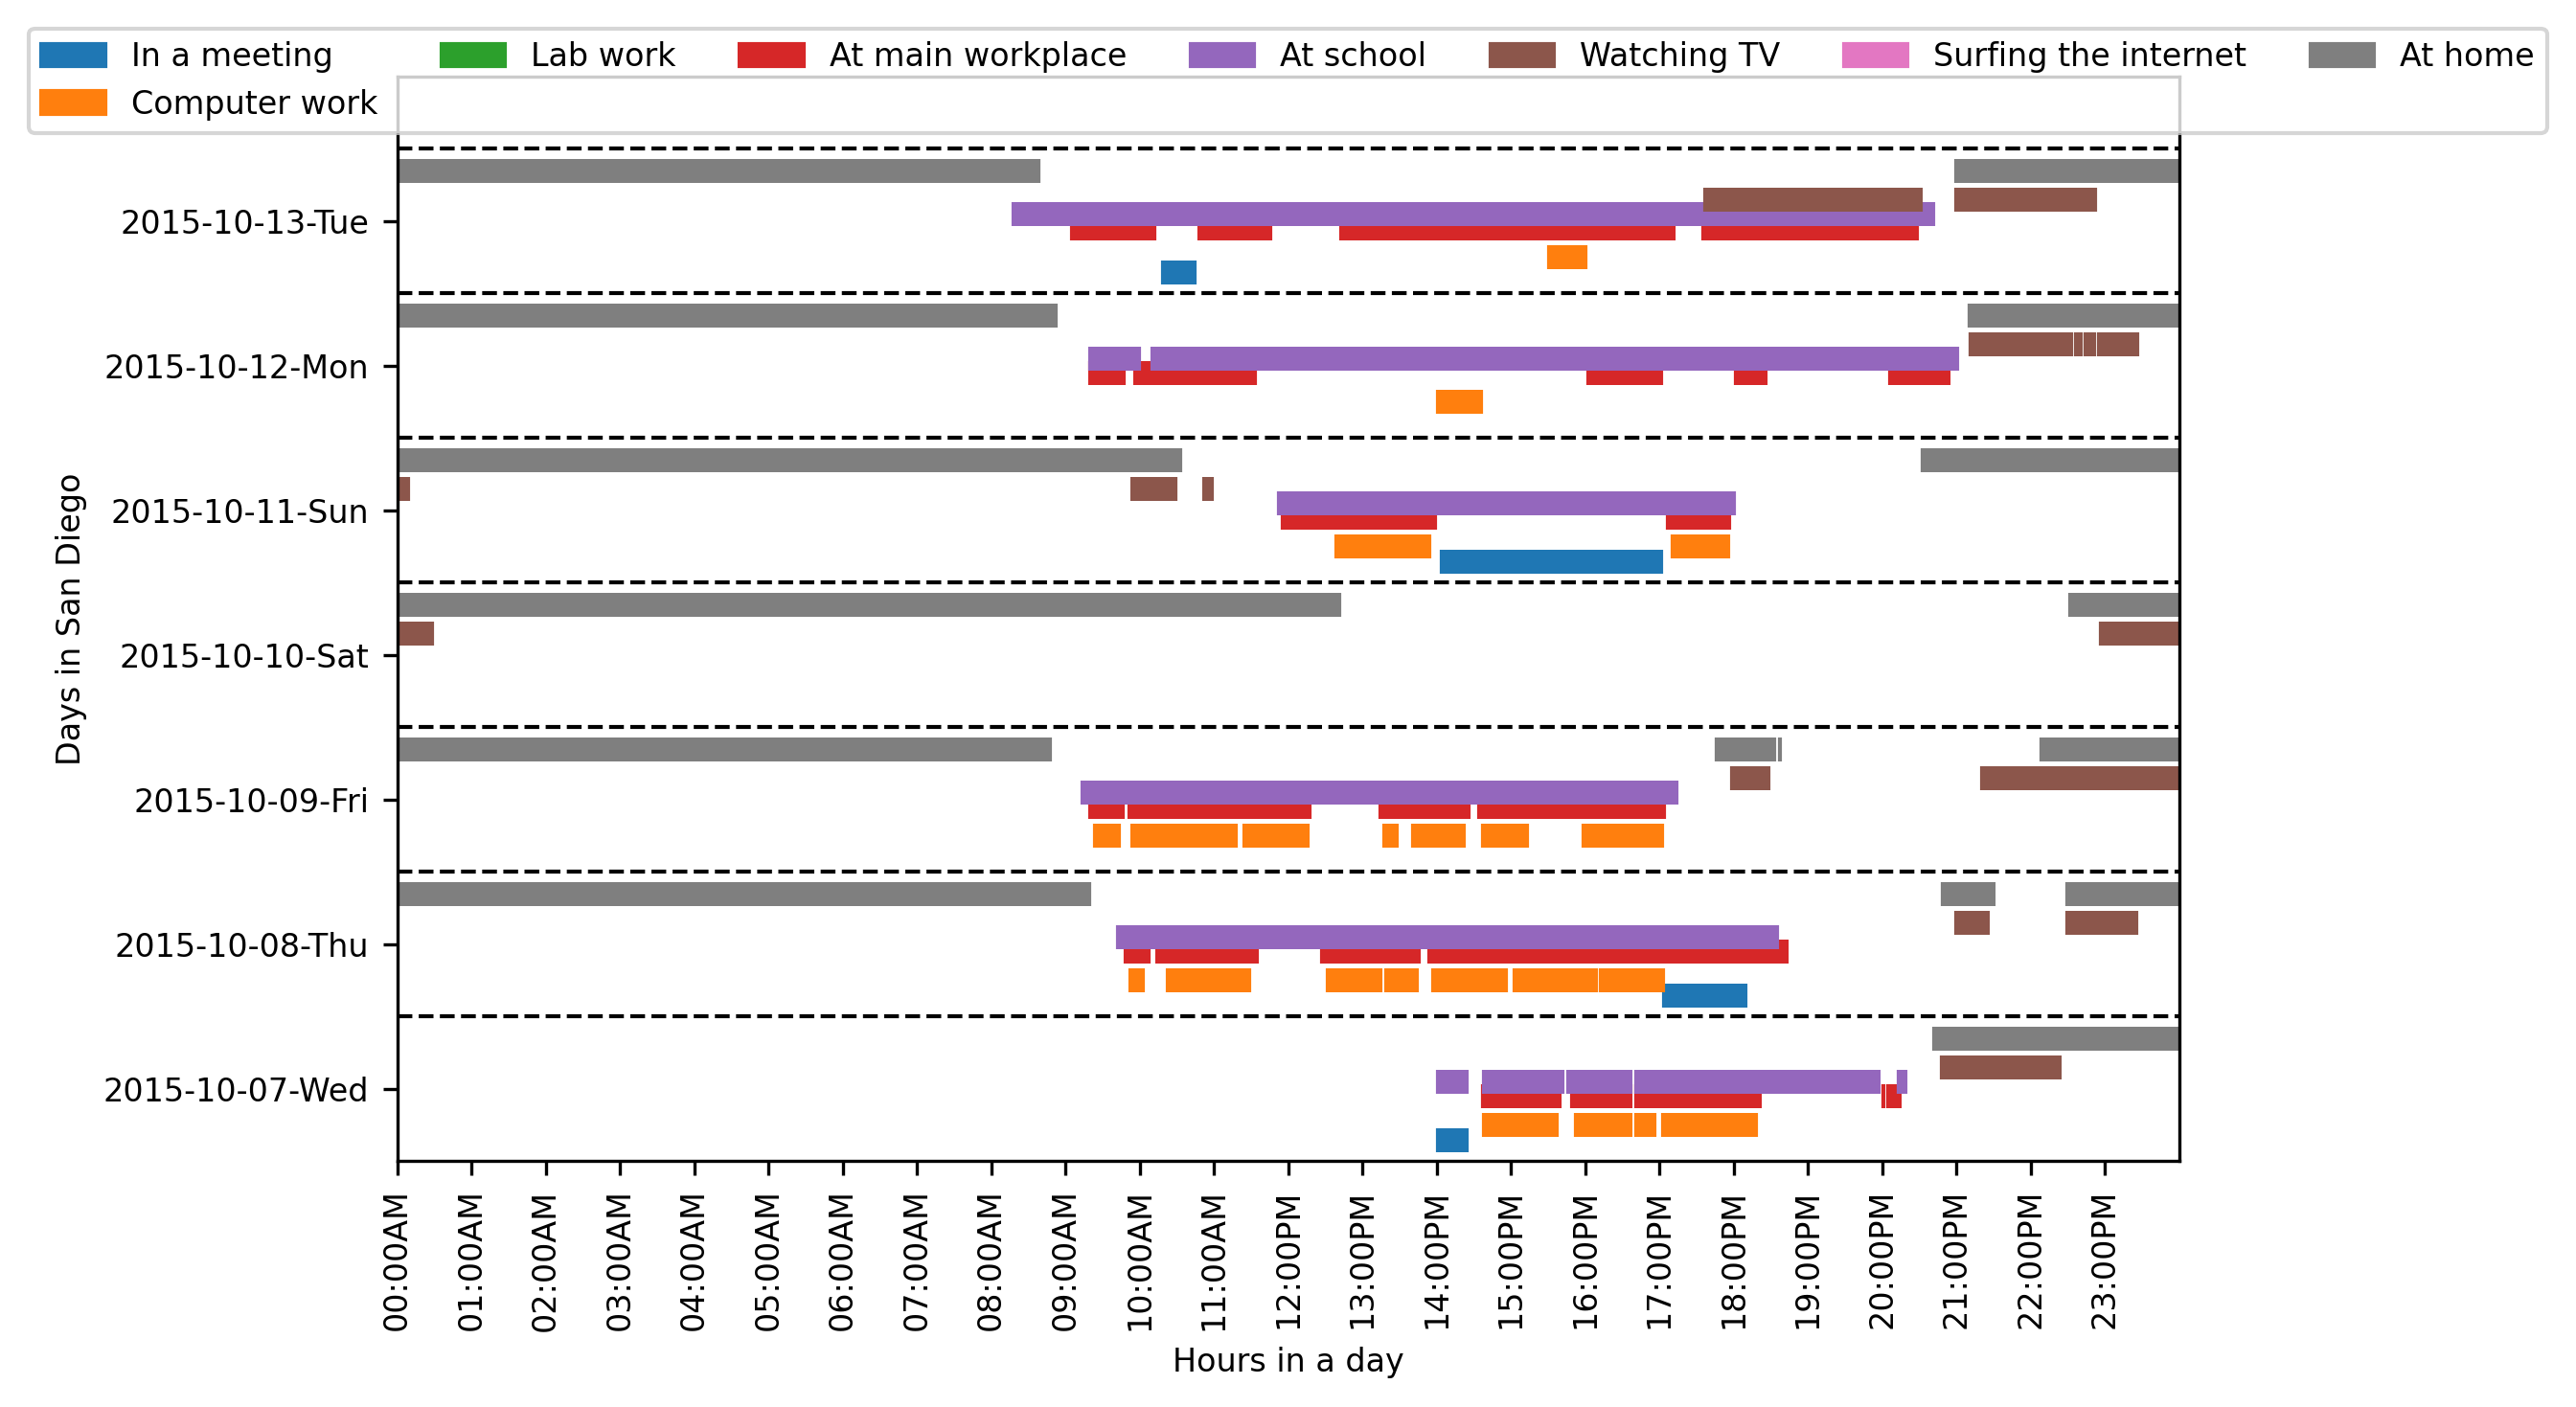 In a meeting Lab work At main workplace At school Watching TV Surfing the internet At home
Computer work
Days in San Diego
2015-10-13-Tue
2015-10-12-Mon
2015-10-11-Sun
2015-10-10-Sat
2015-10-09-Fri
2015-10-08-Thu
2015-10-07-Wed
00:00AM 01:00AM 02:00AM 03:00AM 04:00AM 05:00AM 06:00AM 07:00AM 08:00AM 09:00AM 10:00AM 11:00AM 12:00PM 13:00PM 14:00PM 15:00PM 16:00PM 17:00PM 18:00PM 19:00PM 20:00PM 21:00PM 22:00PM 23:00PM
Hours in a day